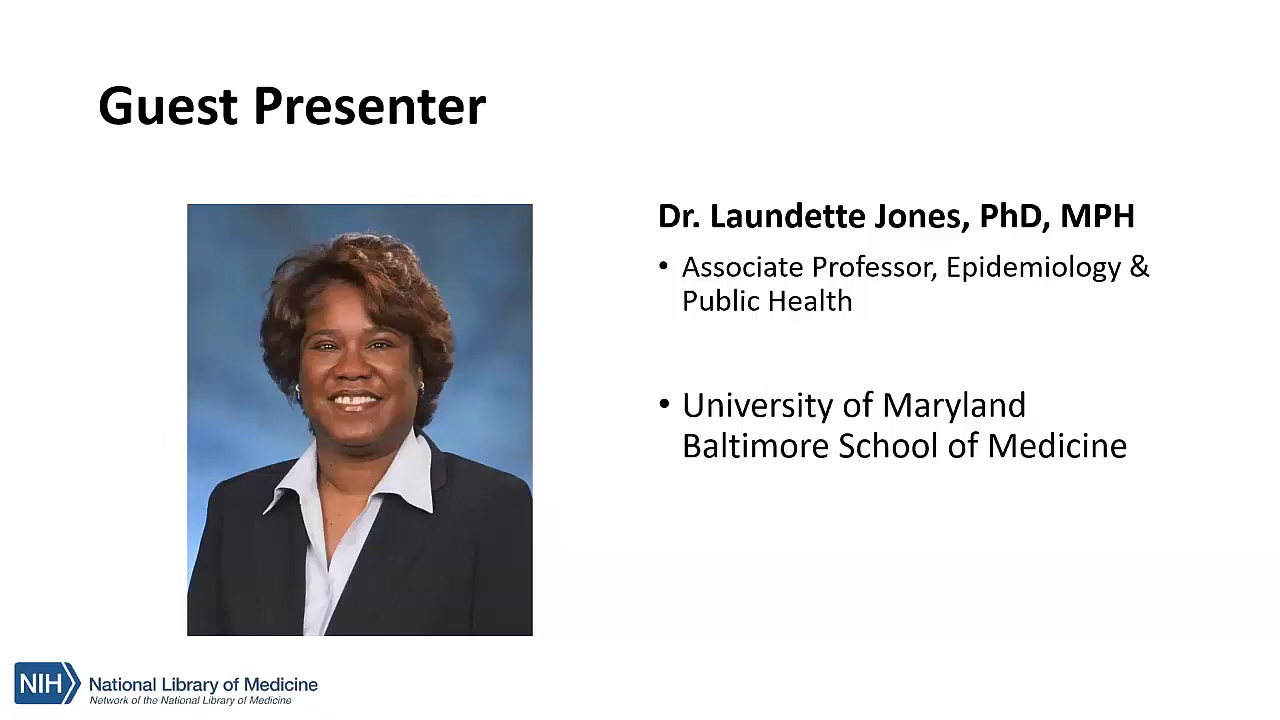 Guest Presenter
Dr. Laundette Jones, PhD, MPH
• Associate Professor, Epidemiology &
Public Health
• University of Maryland
Baltimore School of Medicine
NIH National Library of Medicine
Network of the National Library of Medicine